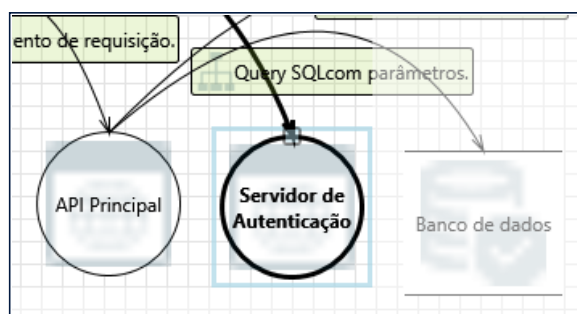 ento de requisição.
Query SQLcom parâmetros.
API Principal
Servidor de
Autenticação
Banco de dados